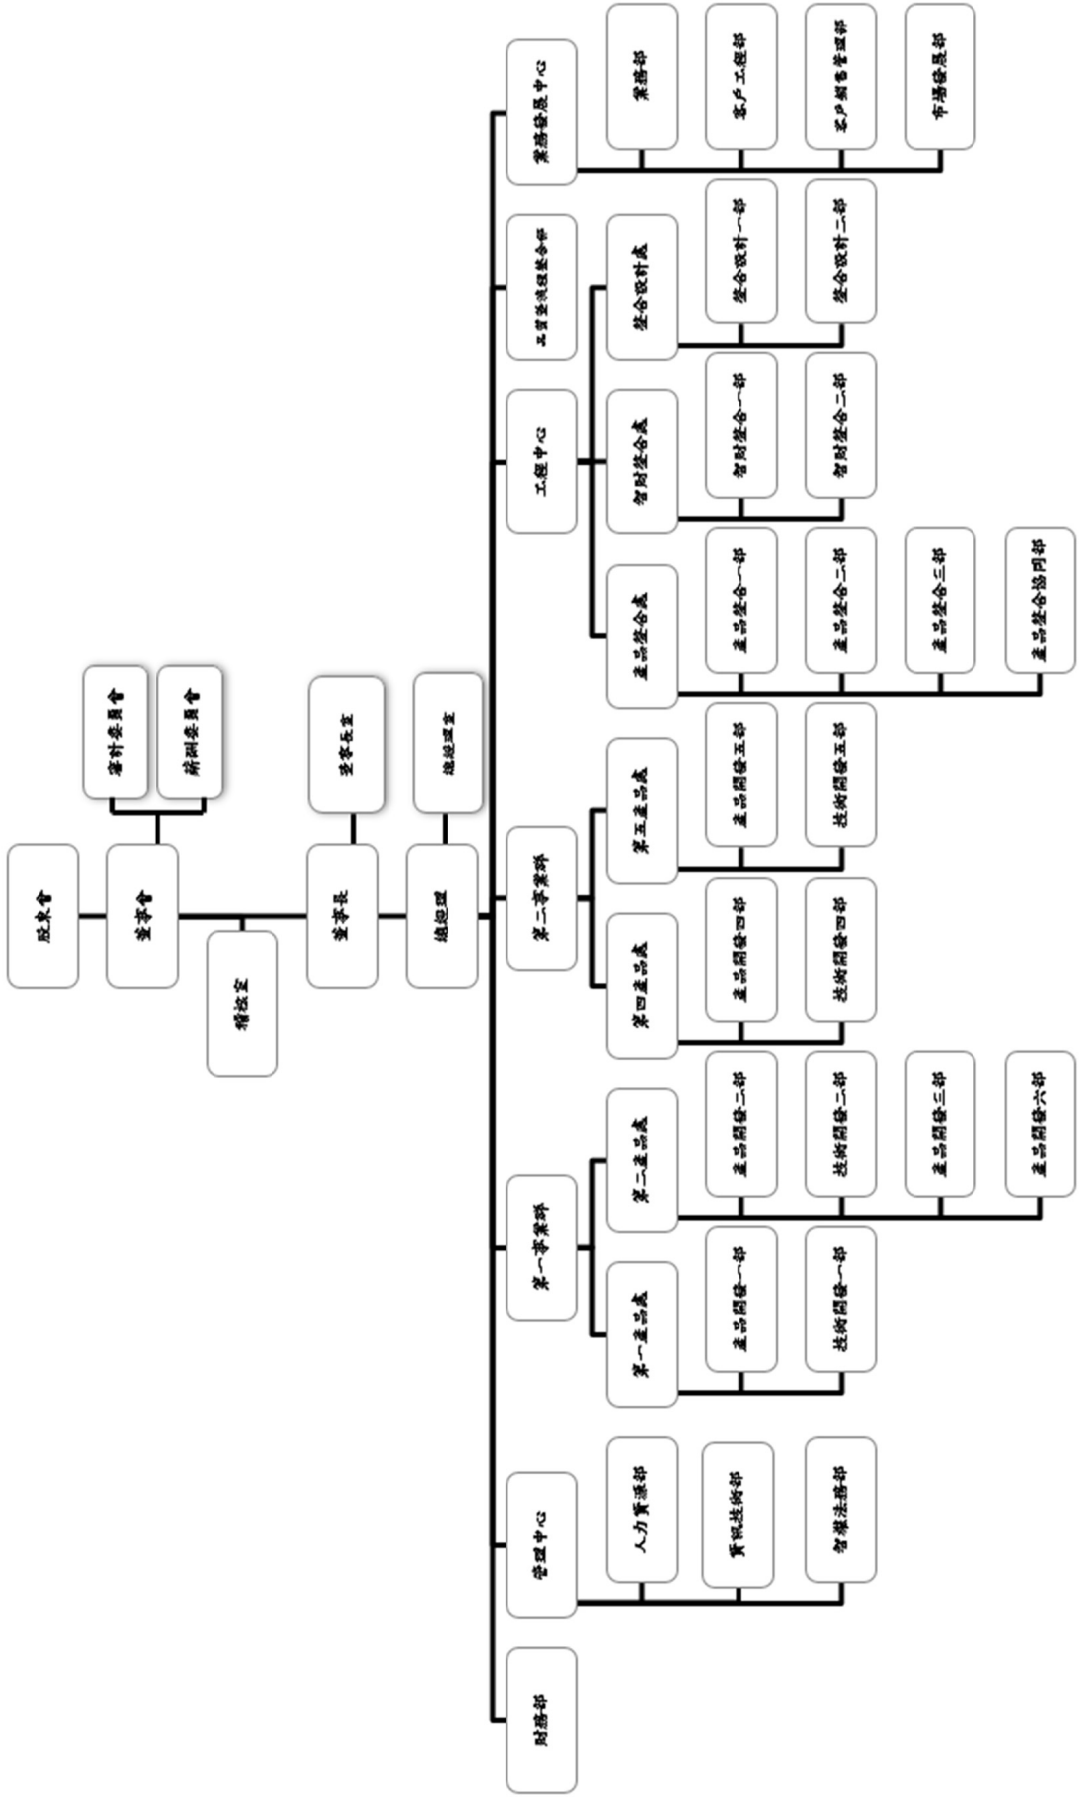 股東會
董事會
審計委員會
薪酬委員會
稽核室
董事長
董事長室
總經理
總經理室
財務部
管理中心
人力資源部
資訊技術部
智權法務部
第一事業群
第一產品處
產品開發一部
技術開發一部
第二產品處
產品開發二部
技術開發二部
產品開發三部
產品開發六部
第二事業群
第四產品處
產品開發四部
技術開發四部
第五產品處
產品開發五部
技術開發五部
工程中心
產品整合處
產品整合一部
產品整合二部
產品整合三部
產品整合協同部
智財整合處
智財整合一部
智財整合二部
整合設計處
整合設計一部
整合設計二部
品質暨流程整合部
業務發展中心
業務部
客戶工程部
客戶銷售管理部
市場發展部